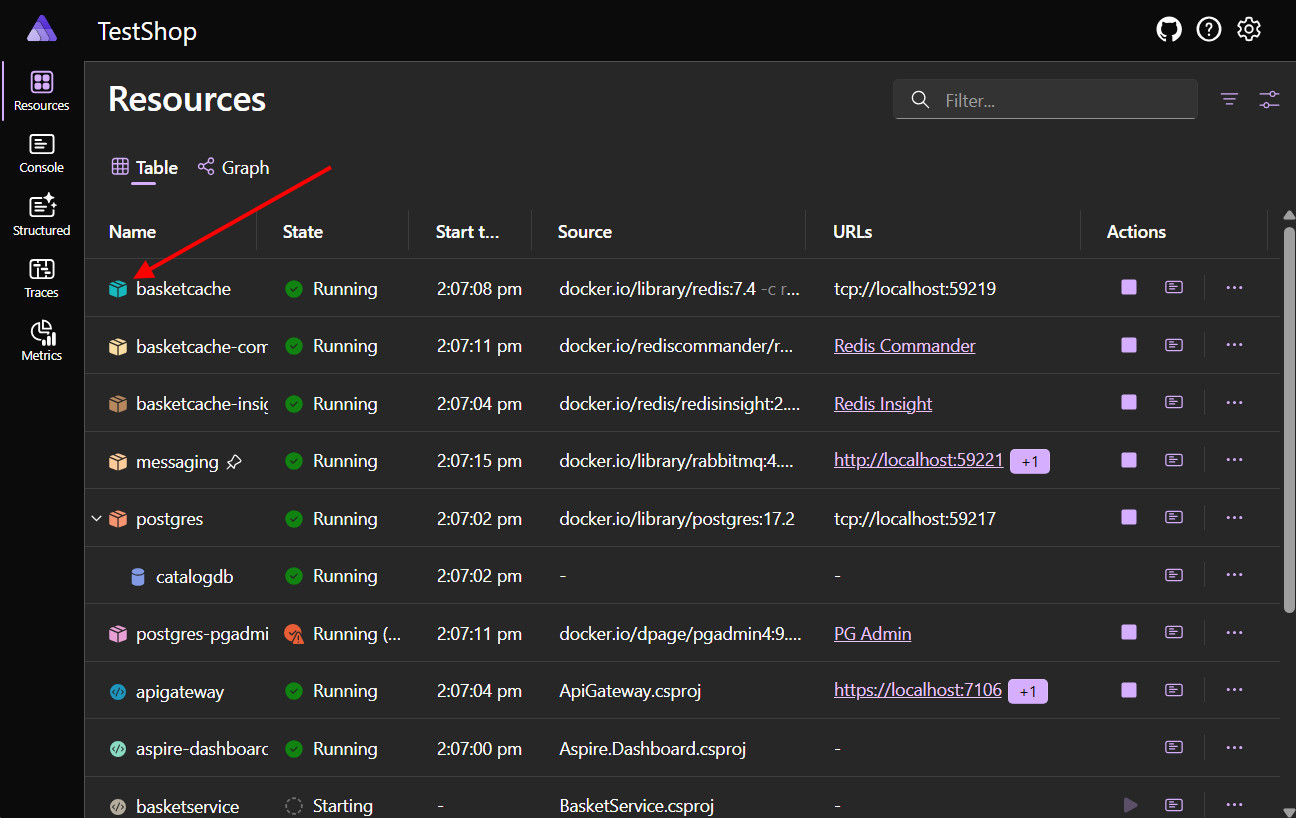 TestShop
Resources
Console
Structured
Traces
Metrics
Resources
Filter...
Table Graph
Name State Start t... Source URLs Actions
basketcache Running 2:07:08 pm docker.io/library/redis:7.4 -c r... tcp://localhost:59219
basketcache-com Running 2:07:11 pm docker.io/rediscommander/r... Redis Commander
basketcache-insig Running 2:07:04 pm docker.io/redis/redisinsight:2.... Redis Insight
messaging Running 2:07:15 pm docker.io/library/rabbitmq:4.... http://localhost:59221 +1
postgres Running 2:07:02 pm docker.io/library/postgres:17.2 tcp://localhost:59217
catalogdb Running 2:07:02 pm - -
postgres-pgadmi Running (... 2:07:11 pm docker.io/dpage/pgadmin4:9.... PG Admin
apigateway Running 2:07:04 pm ApiGateway.csproj https://localhost:7106 +1
aspire-dashboard Running 2:07:00 pm Aspire.Dashboard.csproj -
basketservice Starting - BasketService.csproj -